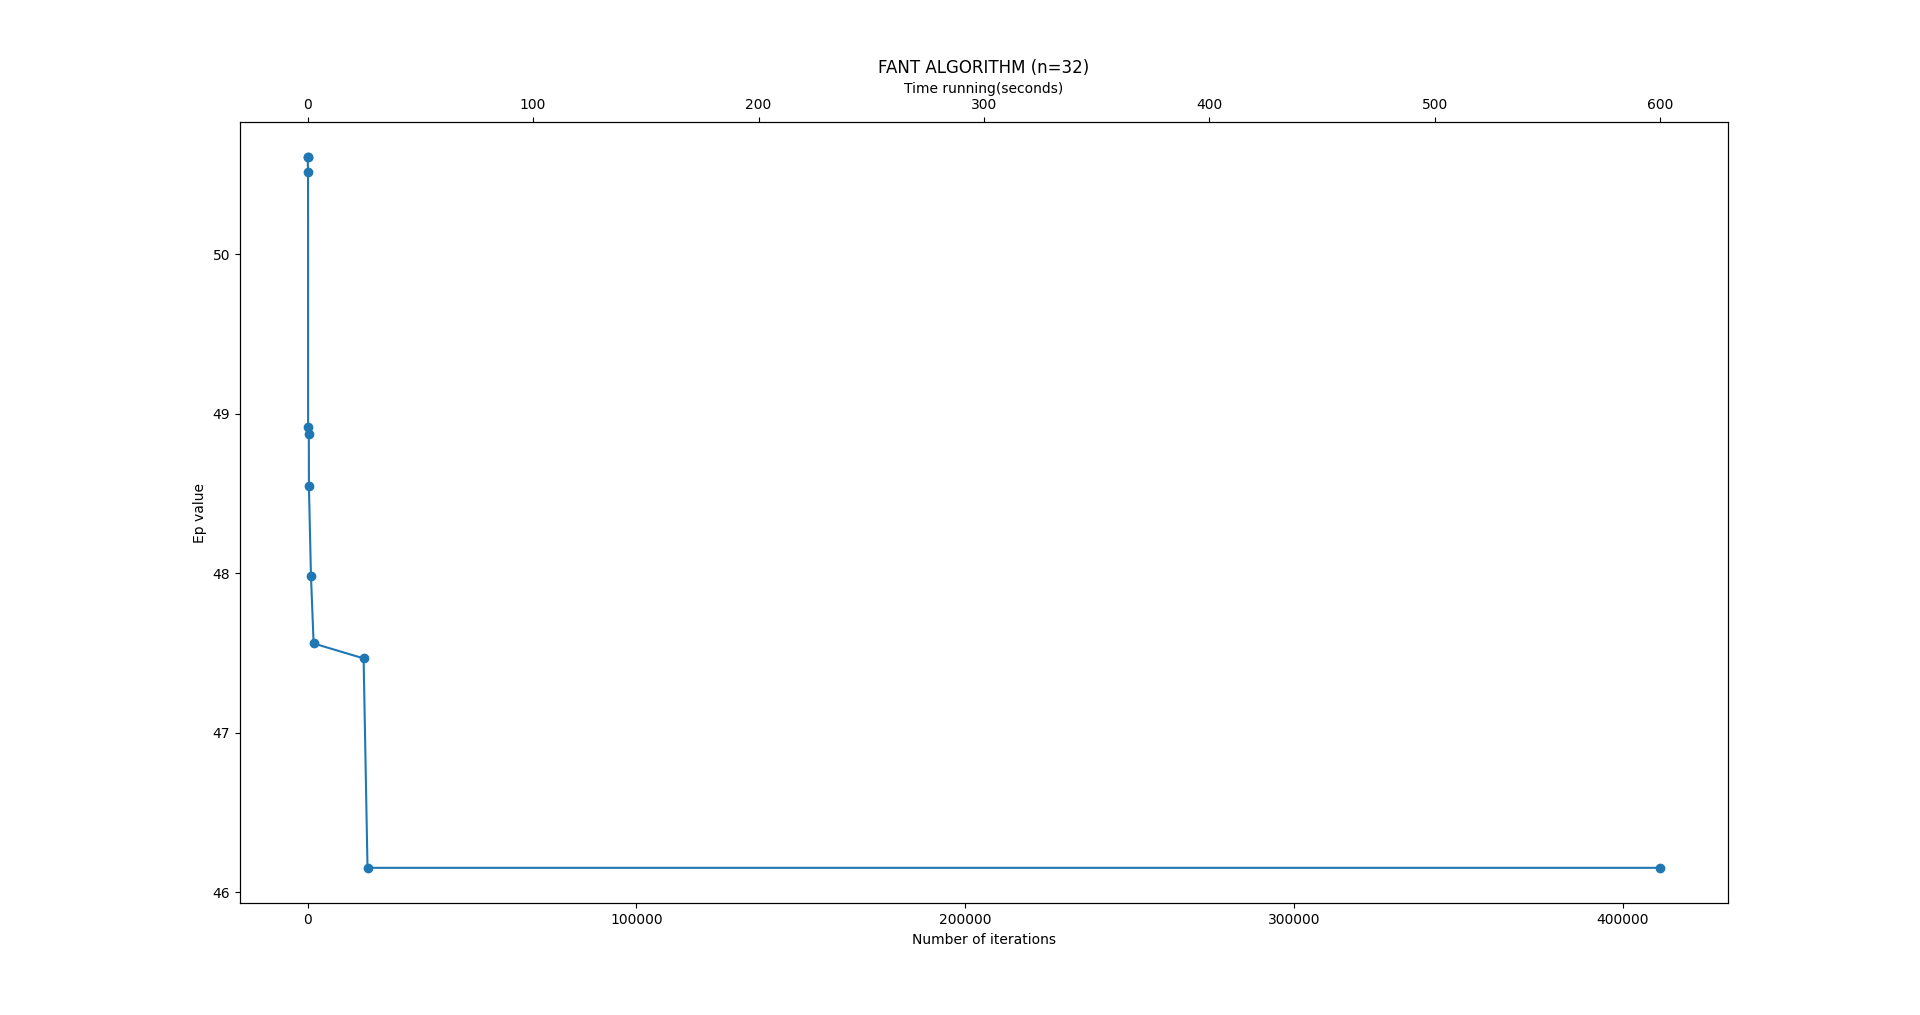 FANT ALGORITHM (n=32)
Time running(seconds)
0 100 200 300 400 500 600
50
49
48
47
46
Ep value
0 100000 200000 300000 400000
Number of iterations